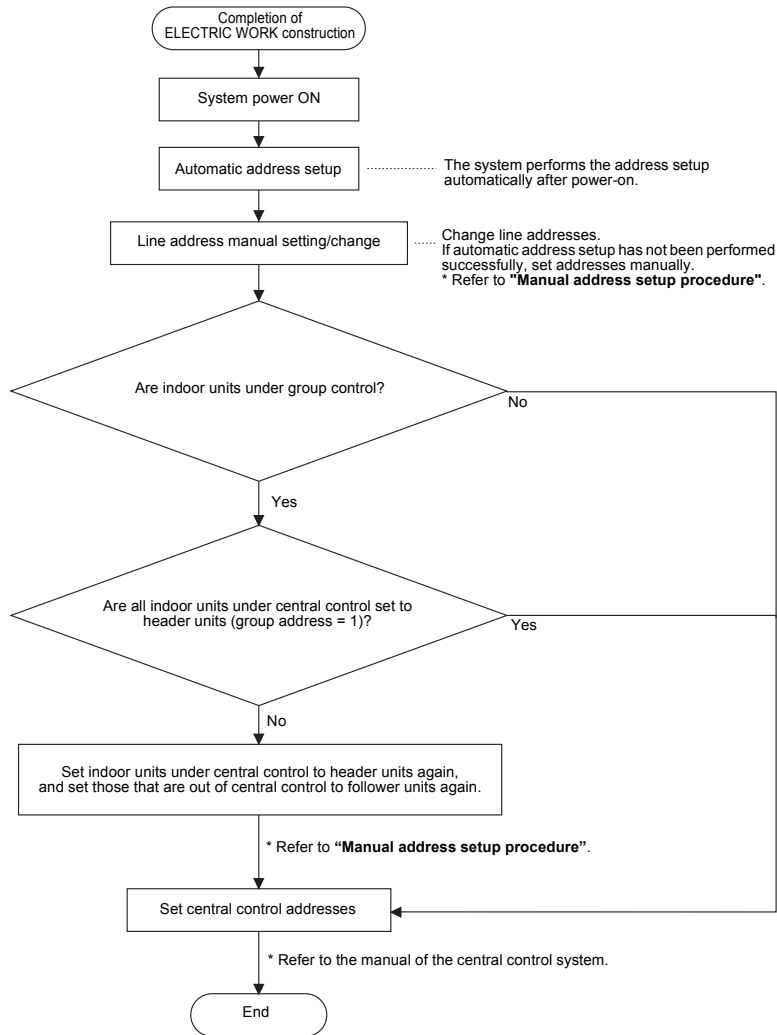 Completion of
ELECTRIC WORK construction
System power ON
Automatic address setup
The system performs the address setup
automatically after power-on.
Line address manual setting/change
Change line addresses.
If automatic address setup has not been performed
successfully, set addresses manually.
* Refer to "Manual address setup procedure".
Are indoor units under group control?
No
Yes
Are all indoor units under central control set to
header units (group address = 1)?
Yes
No
Set indoor units under central control to header units again,
and set those that are out of central control to follower units again.
* Refer to “Manual address setup procedure”.
Set central control addresses
* Refer to the manual of the central control system.
End